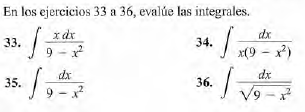 En los ejercicios 33 a 36, evalúe las integrales.
33. ∫ x dx / (9 − x²)
34. ∫ dx / (x(9 − x²))
35. ∫ dx / (9 − x²)
36. ∫ dx / √(9 − x²)